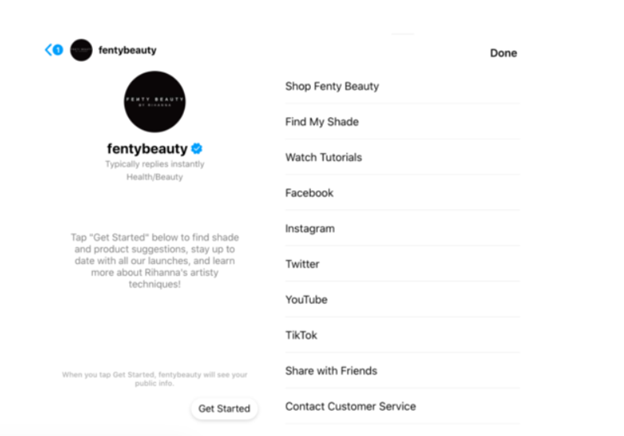 1
fentybeauty
FENTY BEAUTY
BY RIHANNA
fentybeauty
Typically replies instantly
Health/Beauty
Tap "Get Started" below to find shade
and product suggestions, stay up to
date with all our launches, and learn
more about Rihanna's artisty
techniques!
When you tap Get Started, fentybeauty will see your
public info.
Get Started
Done
Shop Fenty Beauty
Find My Shade
Watch Tutorials
Facebook
Instagram
Twitter
YouTube
TikTok
Share with Friends
Contact Customer Service